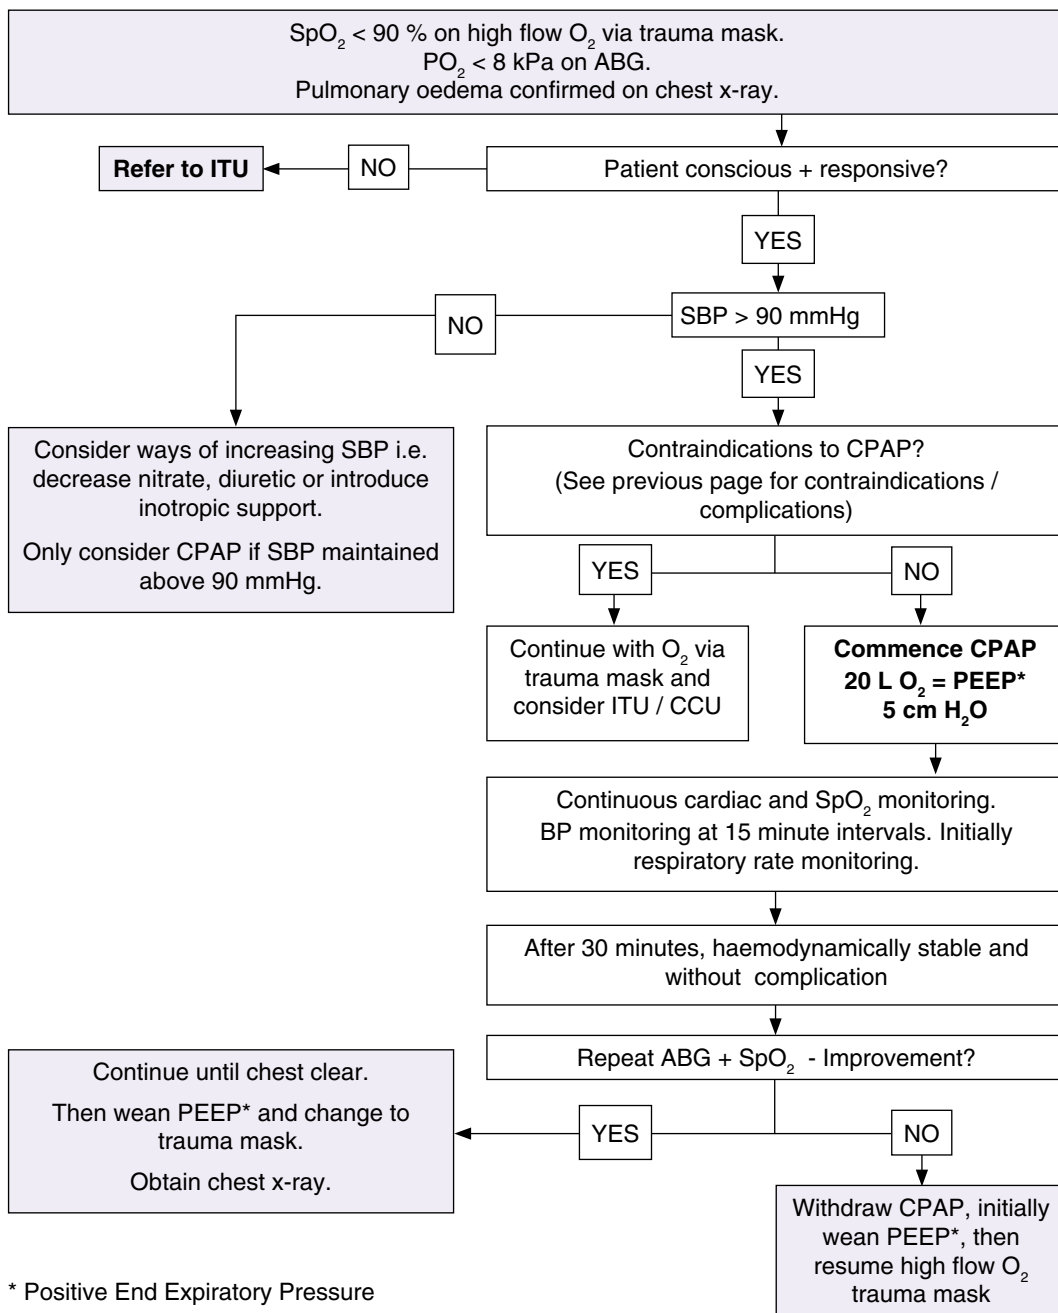 SpO₂ < 90 % on high flow O₂ via trauma mask.
PO₂ < 8 kPa on ABG.
Pulmonary oedema confirmed on chest x-ray.
Refer to ITU
NO
Patient conscious + responsive?
YES
NO
SBP > 90 mmHg
YES
Consider ways of increasing SBP i.e.
decrease nitrate, diuretic or introduce
inotropic support.
Only consider CPAP if SBP maintained
above 90 mmHg.
Contraindications to CPAP?
(See previous page for contraindications /
complications)
YES
NO
Continue with O₂ via
trauma mask and
consider ITU / CCU
Commence CPAP
20 L O₂ = PEEP*
5 cm H₂O
Continuous cardiac and SpO₂ monitoring.
BP monitoring at 15 minute intervals. Initially
respiratory rate monitoring.
After 30 minutes, haemodynamically stable and
without complication
Repeat ABG + SpO₂ - Improvement?
YES
NO
Continue until chest clear.
Then wean PEEP* and change to
trauma mask.
Obtain chest x-ray.
Withdraw CPAP, initially
wean PEEP*, then
resume high flow O₂
trauma mask
* Positive End Expiratory Pressure